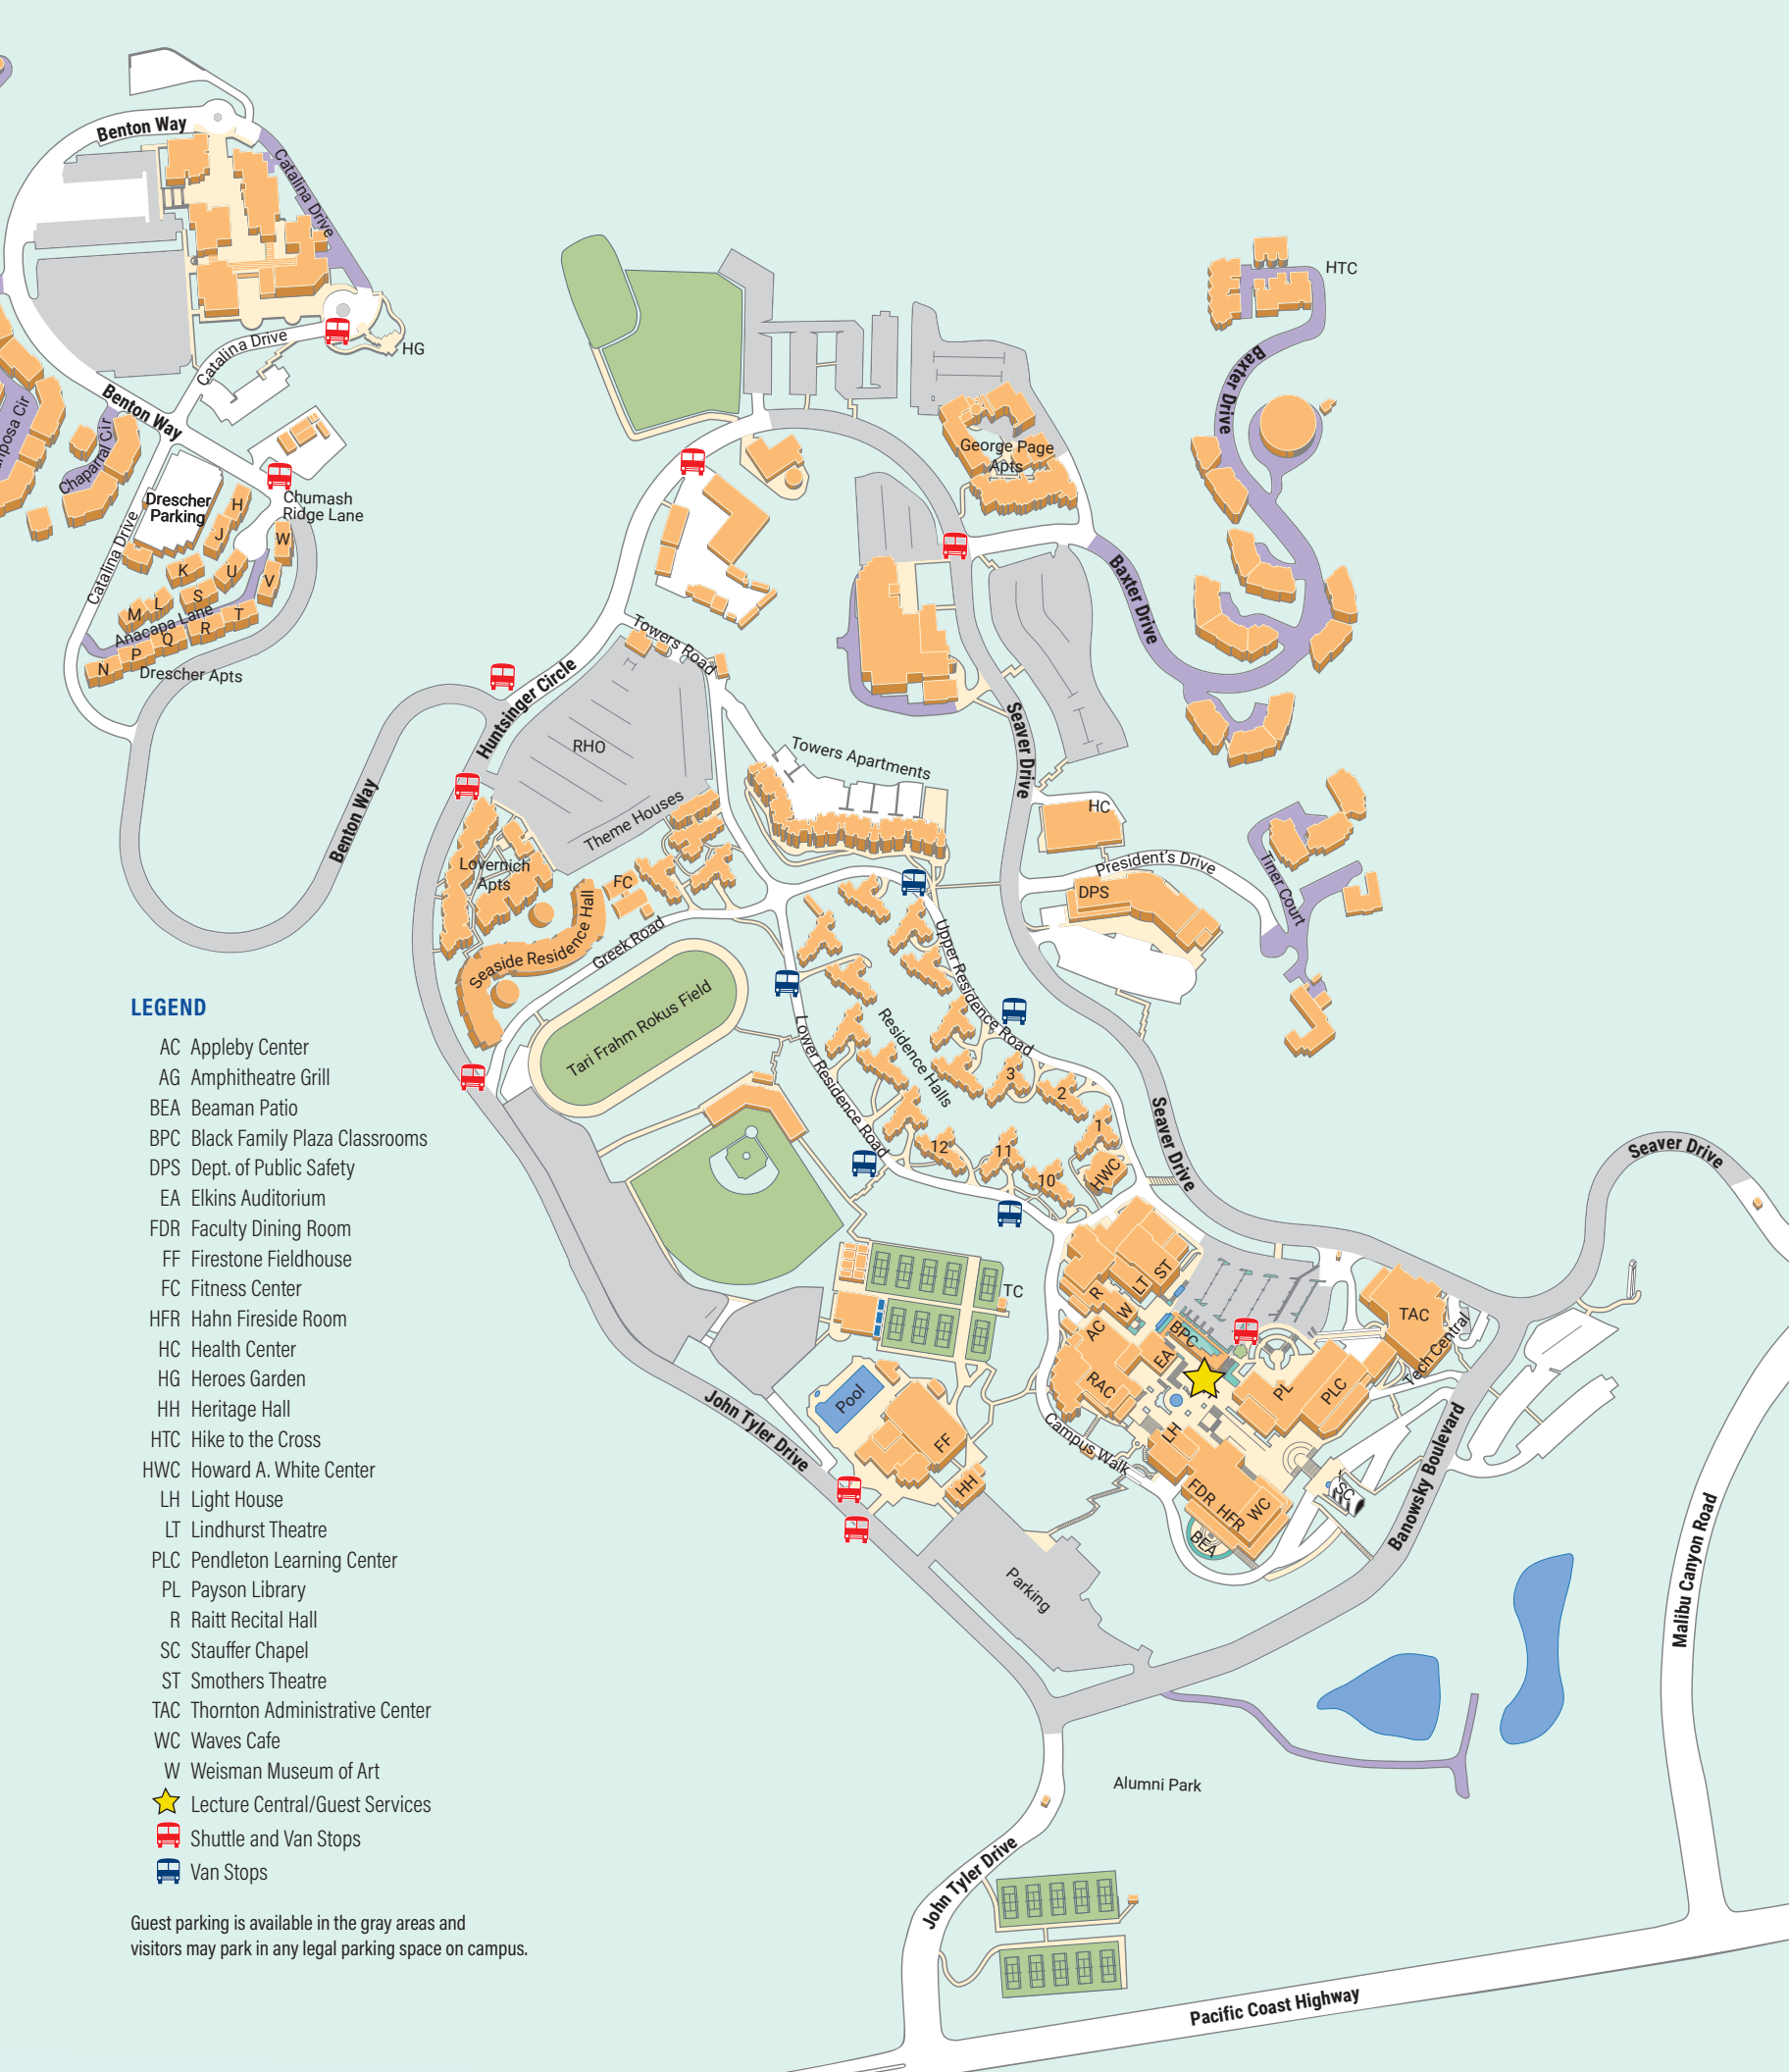 Benton Way
Catalina Drive
HG
Catalina Drive
Benton Way
Chaparral Cir
Drescher
Parking
Chumash
Ridge Lane
Catalina Drive
H
J
W
K
U
V
L
S
M
T
Anacapa Lane
R
Q
P
N
Drescher Apts
HTC
Baxter Drive
George Page
Apts
Baxter Drive
Towers Road
Huntsinger Circle
RHO
Seaver Drive
Towers Apartments
Benton Way
Theme Houses
HC
President's Drive
Lovernich
Apts
FC
DPS
Tiner Court
Seaside Residence Hall
Greek Road
Upper Residence Road
Tari Frahm Rokus Field
Residence Halls
Lower Residence Road
3
2
1
12
11
10
HWC
Seaver Drive
Seaver Drive
TC
ST
LT
R
W
AC
BPC
EA
RAC
TAC
Tech Central
PL
PLC
Pool
FF
HH
John Tyler Drive
Campus Walk
LH
FDR
HFR
WC
SC
BEA
Banowsky Boulevard
Malibu Canyon Road
Parking
Alumni Park
John Tyler Drive
Pacific Coast Highway
LEGEND
AC Appleby Center
AG Amphitheatre Grill
BEA Beaman Patio
BPC Black Family Plaza Classrooms
DPS Dept. of Public Safety
EA Elkins Auditorium
FDR Faculty Dining Room
FF Firestone Fieldhouse
FC Fitness Center
HFR Hahn Fireside Room
HC Health Center
HG Heroes Garden
HH Heritage Hall
HTC Hike to the Cross
HWC Howard A. White Center
LH Light House
LT Lindhurst Theatre
PLC Pendleton Learning Center
PL Payson Library
R Raitt Recital Hall
SC Stauffer Chapel
ST Smothers Theatre
TAC Thornton Administrative Center
WC Waves Cafe
W Weisman Museum of Art
Lecture Central/Guest Services
Shuttle and Van Stops
Van Stops
Guest parking is available in the gray areas and
visitors may park in any legal parking space on campus.